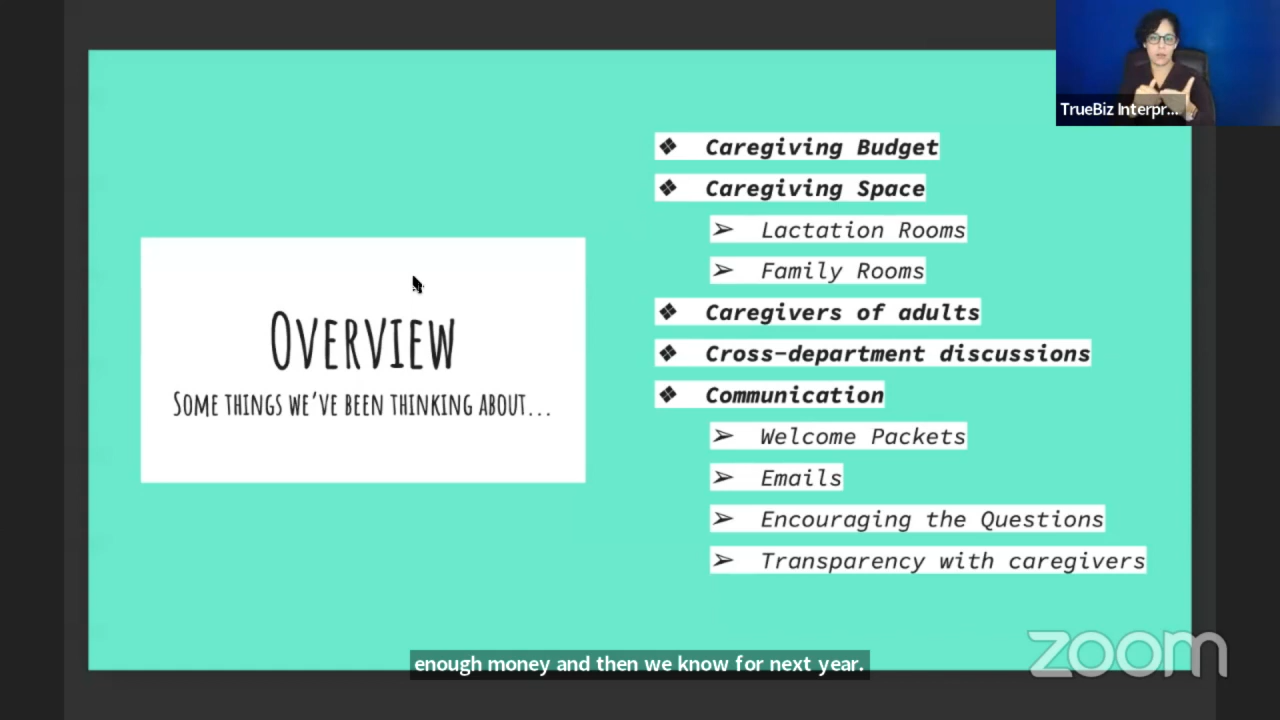 TrueBiz Interpr...
❖ Caregiving Budget
❖ Caregiving Space
➢ Lactation Rooms
➢ Family Rooms
❖ Caregivers of adults
❖ Cross-department discussions
❖ Communication
➢ Welcome Packets
➢ Emails
➢ Encouraging the Questions
➢ Transparency with caregivers
OVERVIEW
SOME THINGS WE'VE BEEN THINKING ABOUT...
enough money and then we know for next year.
zoom